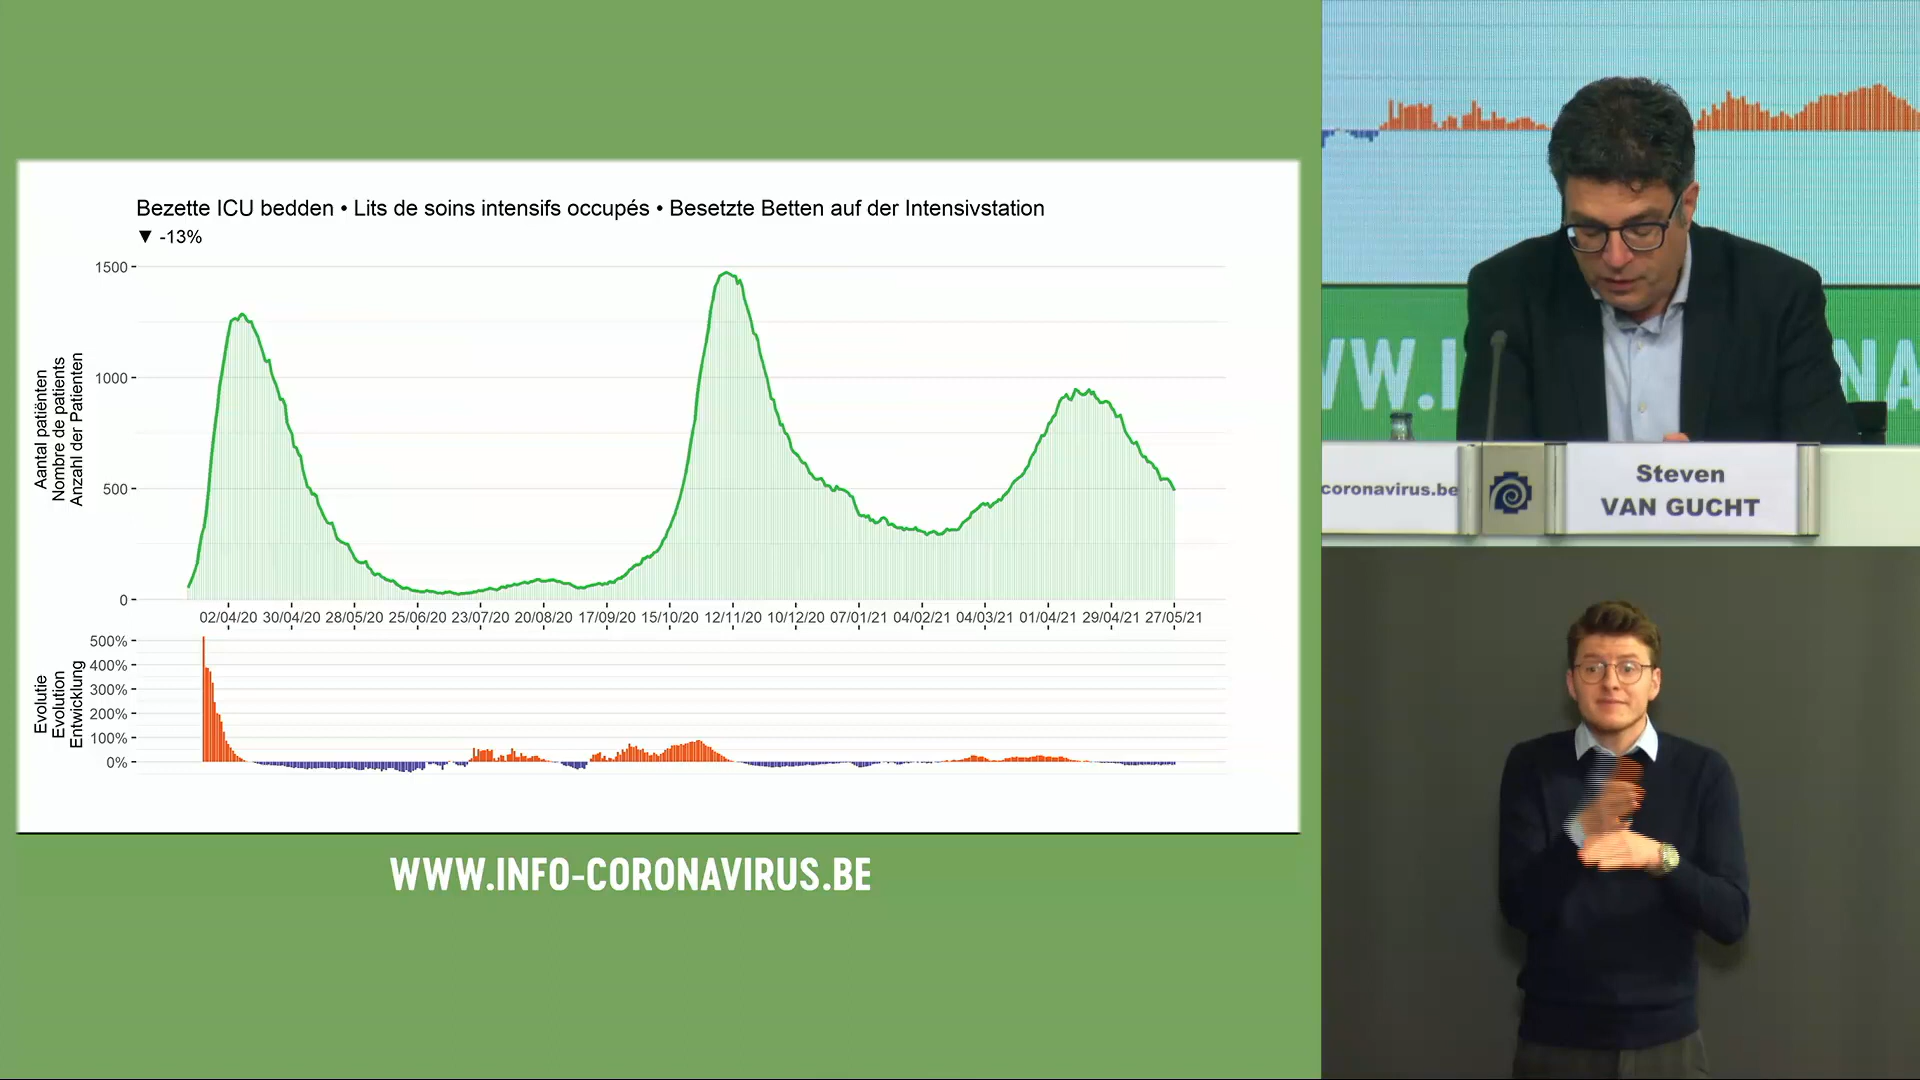 Bezette ICU bedden • Lits de soins intensifs occupés • Besetzte Betten auf der Intensivstation
▼ -13%
Aantal patiënten
Nombre de patients
Anzahl der Patienten
1500
1000
500
0
02/04/20 30/04/20 28/05/20 25/06/20 23/07/20 20/08/20 17/09/20 15/10/20 12/11/20 10/12/20 07/01/21 04/02/21 04/03/21 01/04/21 29/04/21 27/05/21
Evolutie
Evolution
Entwicklung
500%
400%
300%
200%
100%
0%
WWW.INFO-CORONAVIRUS.BE
coronavirus.be
Steven
VAN GUCHT